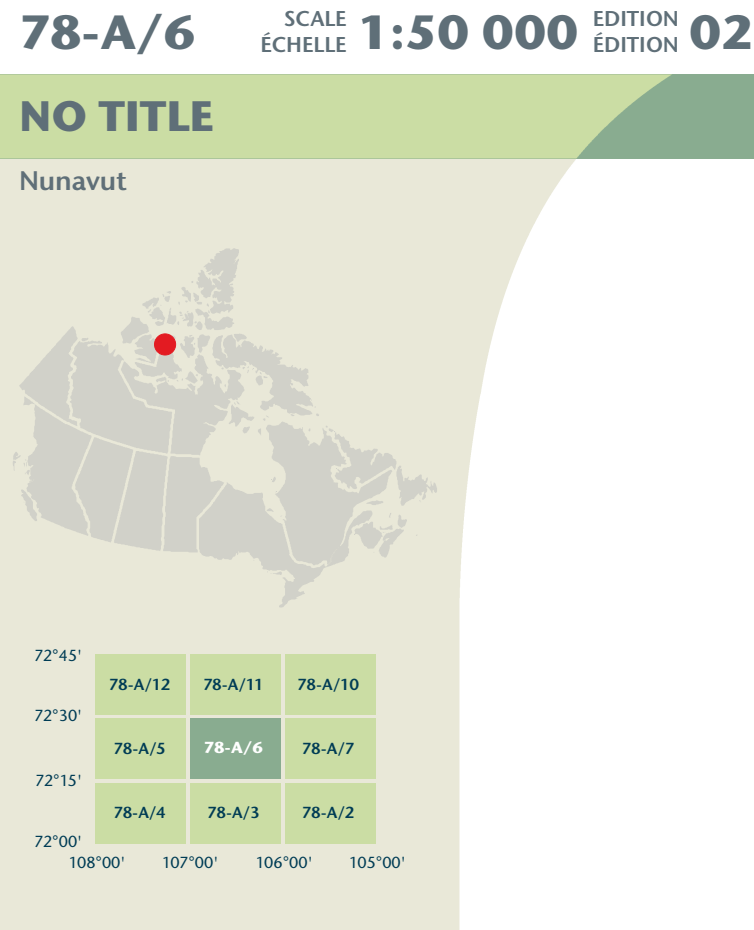 78-A/6 SCALE ÉCHELLE 1:50 000 EDITION ÉDITION 02
NO TITLE
Nunavut
72°45'
78-A/12 78-A/11 78-A/10
72°30'
78-A/5 78-A/6 78-A/7
72°15'
78-A/4 78-A/3 78-A/2
72°00'
108°00' 107°00' 106°00' 105°00'